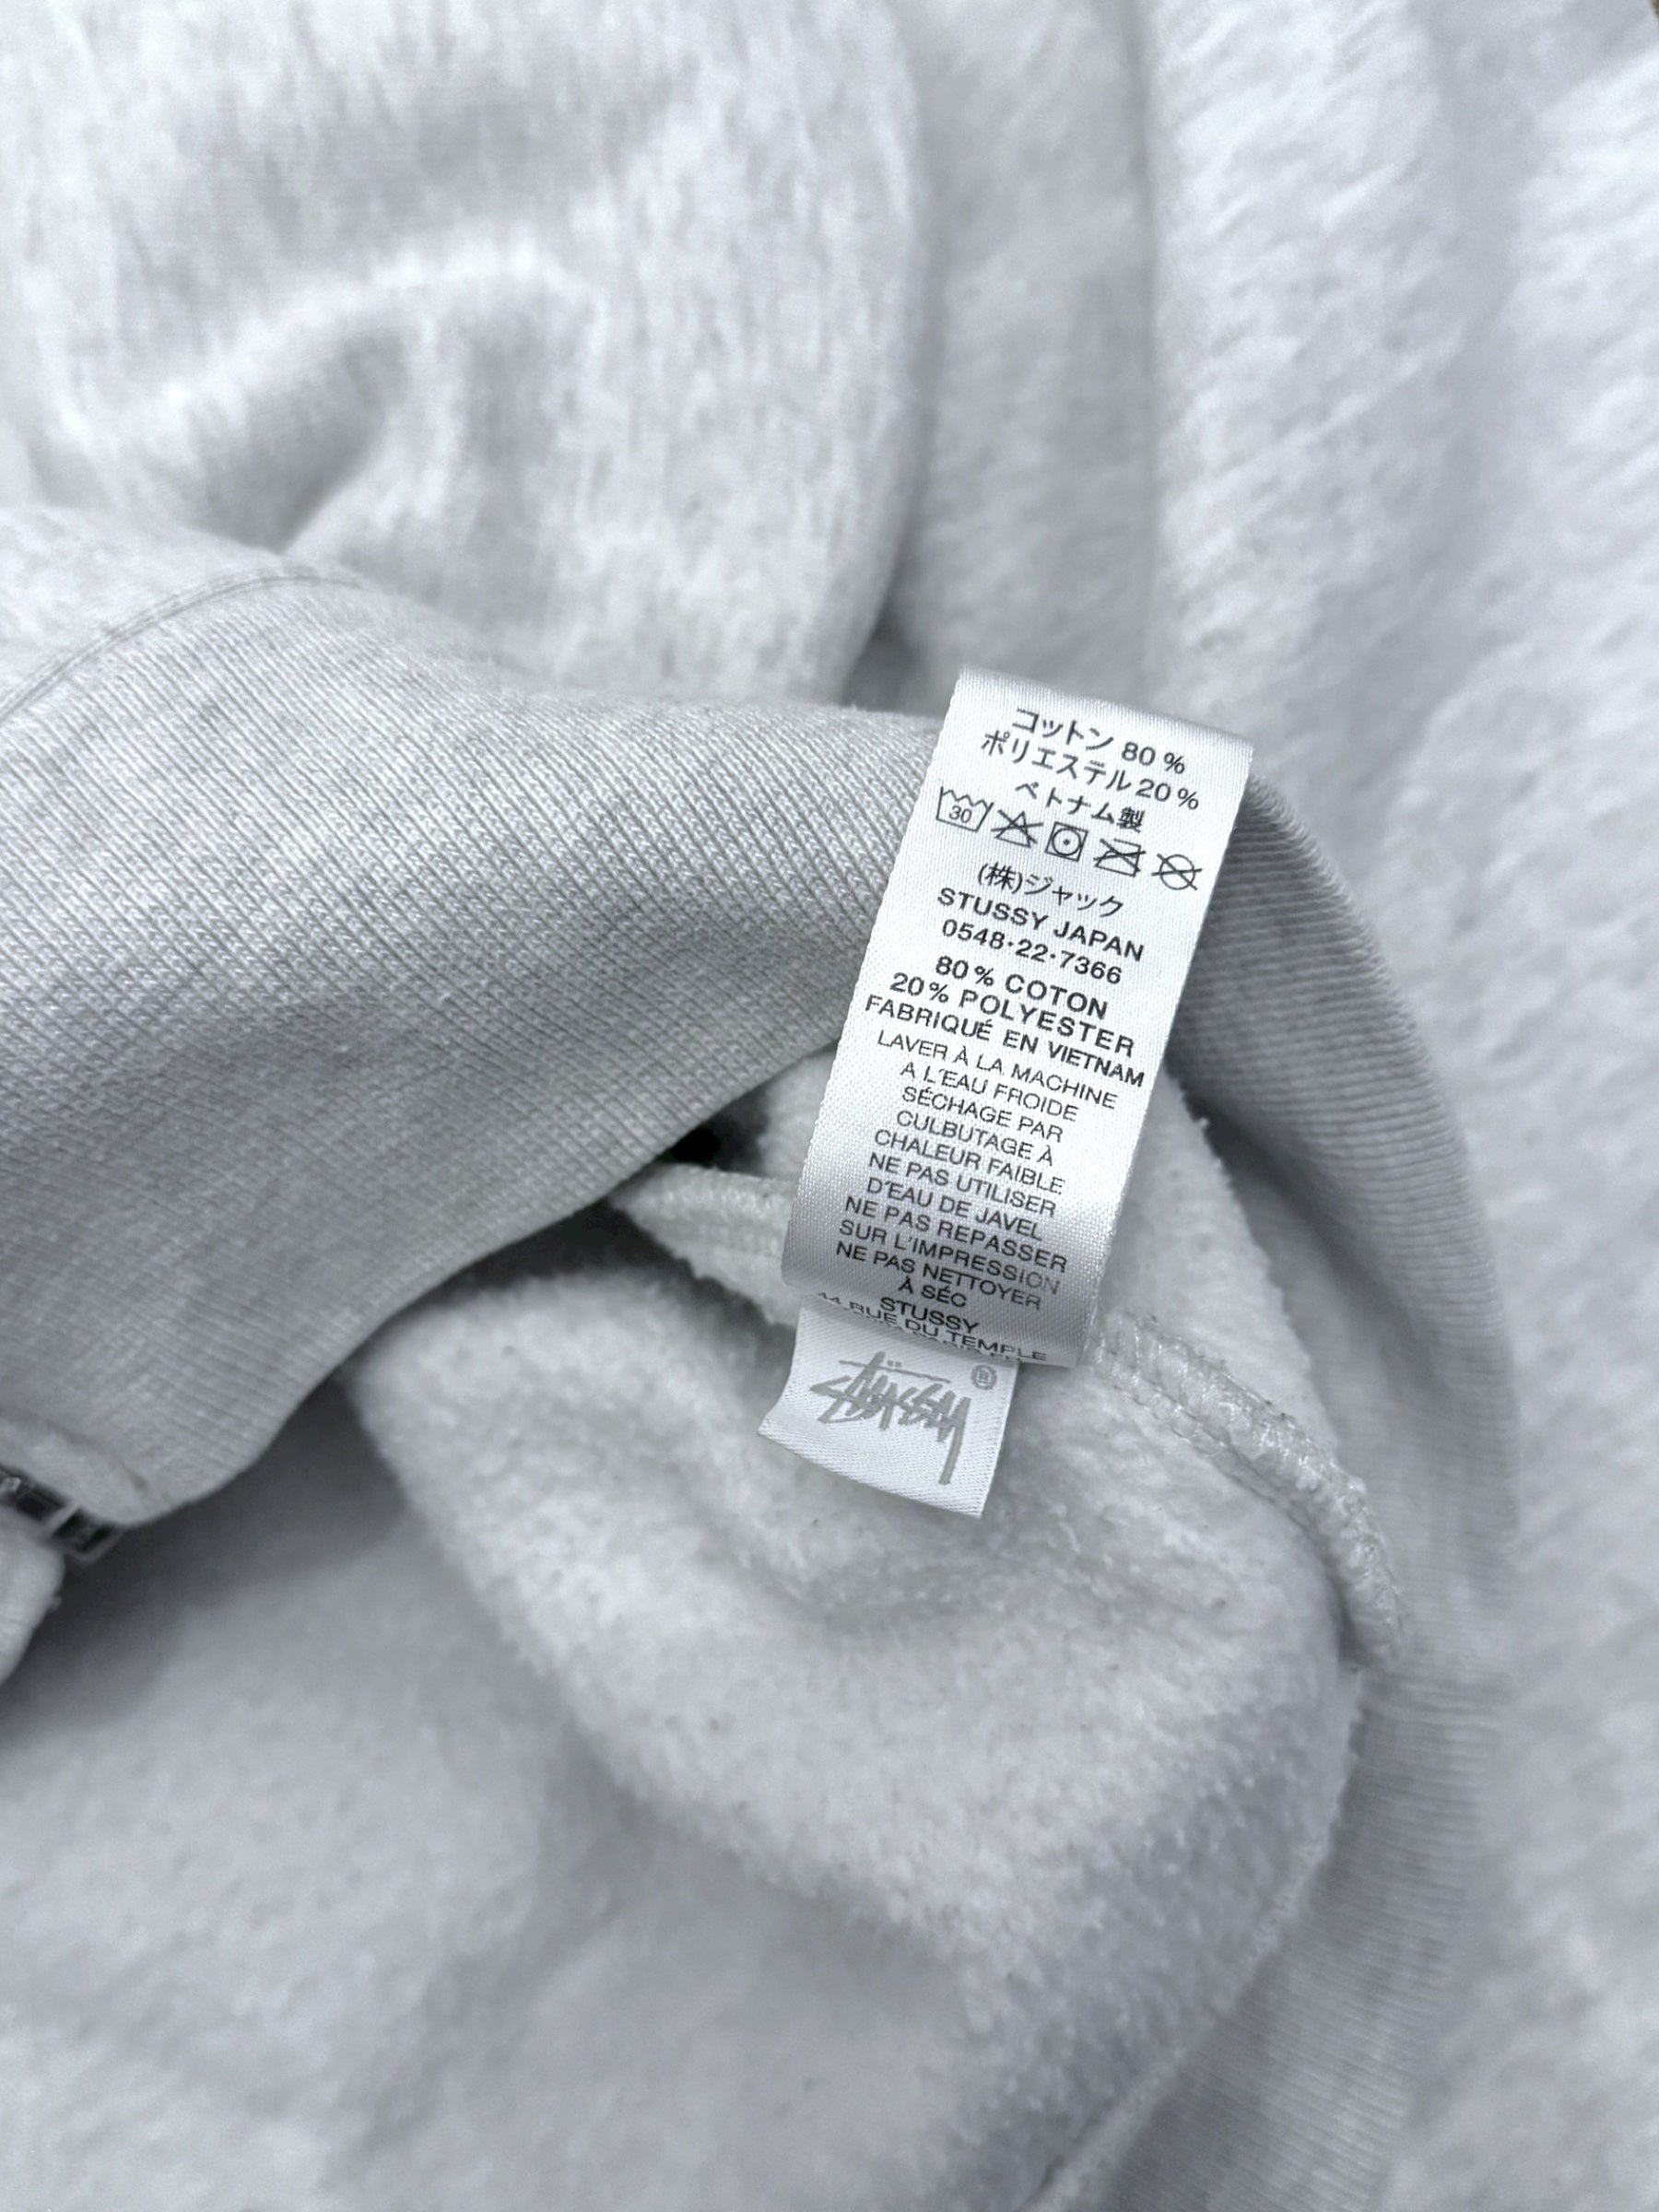 コットン 80 %
ポリエステル 20 %
ベトナム製
30
(株)ジャック
STUSSY JAPAN
0548·22·7366
80 % COTON
20 % POLYESTER
FABRIQUÉ EN VIETNAM
LAVER À LA MACHINE
A L'EAU FROIDE
SÉCHAGE PAR
CULBUTAGE À
CHALEUR FAIBLE
NE PAS UTILISER
D'EAU DE JAVEL
NE PAS REPASSER
SUR L'IMPRESSION
NE PAS NETTOYER
À SEC
STUSSY
RUE DU TEMPLE
STÜSSY ®